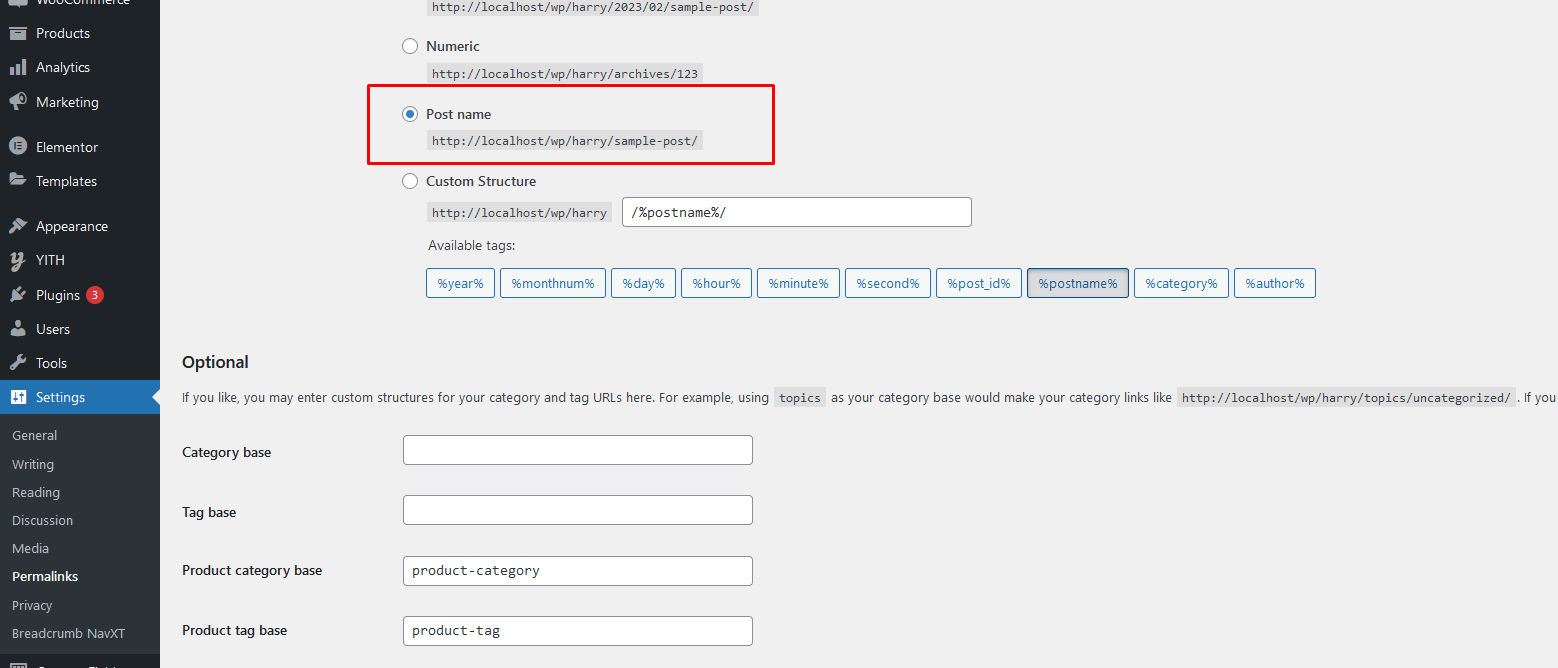 WooCommerce
Products
Analytics
Marketing
Elementor
Templates
Appearance
YITH
Plugins 3
Users
Tools
Settings
General
Writing
Reading
Discussion
Media
Permalinks
Privacy
Breadcrumb NavXT
http://localhost/wp/harry/2023/02/sample-post/
Numeric
http://localhost/wp/harry/archives/123
Post name
http://localhost/wp/harry/sample-post/
Custom Structure
http://localhost/wp/harry /%postname%/
Available tags:
%year% %monthnum% %day% %hour% %minute% %second% %post_id% %postname% %category% %author%
Optional
If you like, you may enter custom structures for your category and tag URLs here. For example, using topics as your category base would make your category links like http://localhost/wp/harry/topics/uncategorized/ . If you
Category base
Tag base
Product category base product-category
Product tag base product-tag